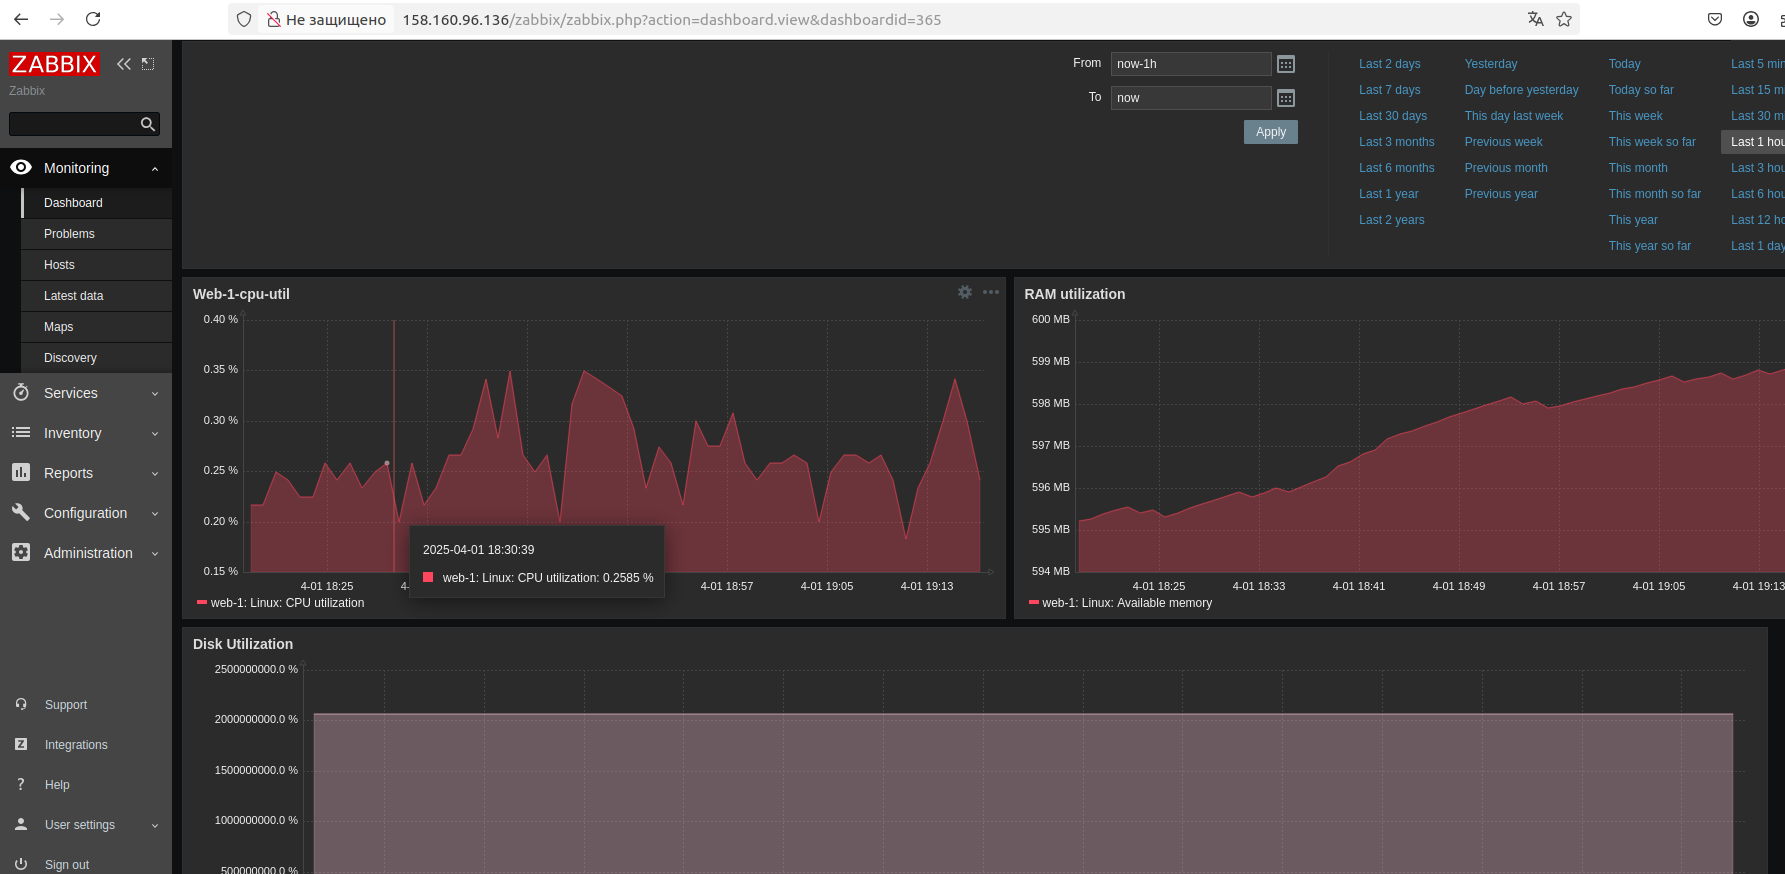 Не защищено 158.160.96.136/zabbix/zabbix.php?action=dashboard.view&dashboardid=365
ZABBIX
Zabbix
Monitoring
Dashboard
Problems
Hosts
Latest data
Maps
Discovery
Services
Inventory
Reports
Configuration
Administration
Support
Integrations
Help
User settings
Sign out
From now-1h
To now
Apply
Last 2 days Yesterday Today Last 5 min
Last 7 days Day before yesterday Today so far Last 15 m
Last 30 days This day last week This week Last 30 m
Last 3 months Previous week This week so far Last 1 hou
Last 6 months Previous month This month Last 3 hou
Last 1 year Previous year This month so far Last 6 hou
Last 2 years This year Last 12 ho
This year so far Last 1 day
Web-1-cpu-util
0.40 %
0.35 %
0.30 %
0.25 %
0.20 %
0.15 %
4-01 18:25 4- 4-01 18:57 4-01 19:05 4-01 19:13
2025-04-01 18:30:39
web-1: Linux: CPU utilization: 0.2585 %
web-1: Linux: CPU utilization
RAM utilization
600 MB
599 MB
598 MB
597 MB
596 MB
595 MB
594 MB
4-01 18:25 4-01 18:33 4-01 18:41 4-01 18:49 4-01 18:57 4-01 19:05 4-01 19:13
web-1: Linux: Available memory
Disk Utilization
2500000000.0 %
2000000000.0 %
1500000000.0 %
1000000000.0 %
500000000.0 %